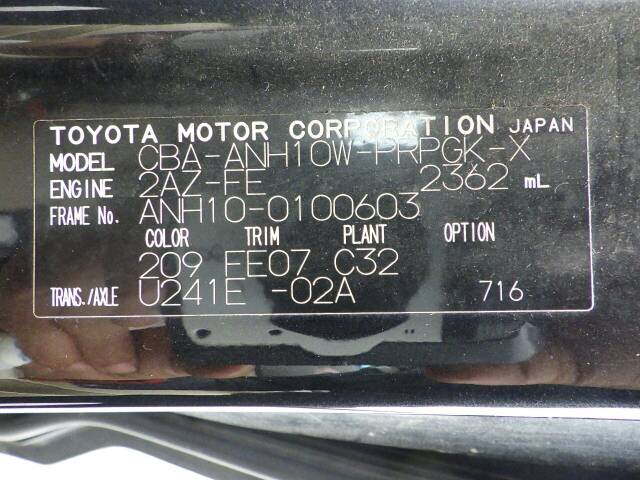 TOYOTA MOTOR CORPORATION JAPAN
MODEL CBA-ANH10W-PRPGK-X
ENGINE 2AZ-FE 2362 mL
FRAME No. ANH10-0100603
COLOR TRIM PLANT OPTION
209 FE07 C32
TRANS./AXLE U241E -02A 716